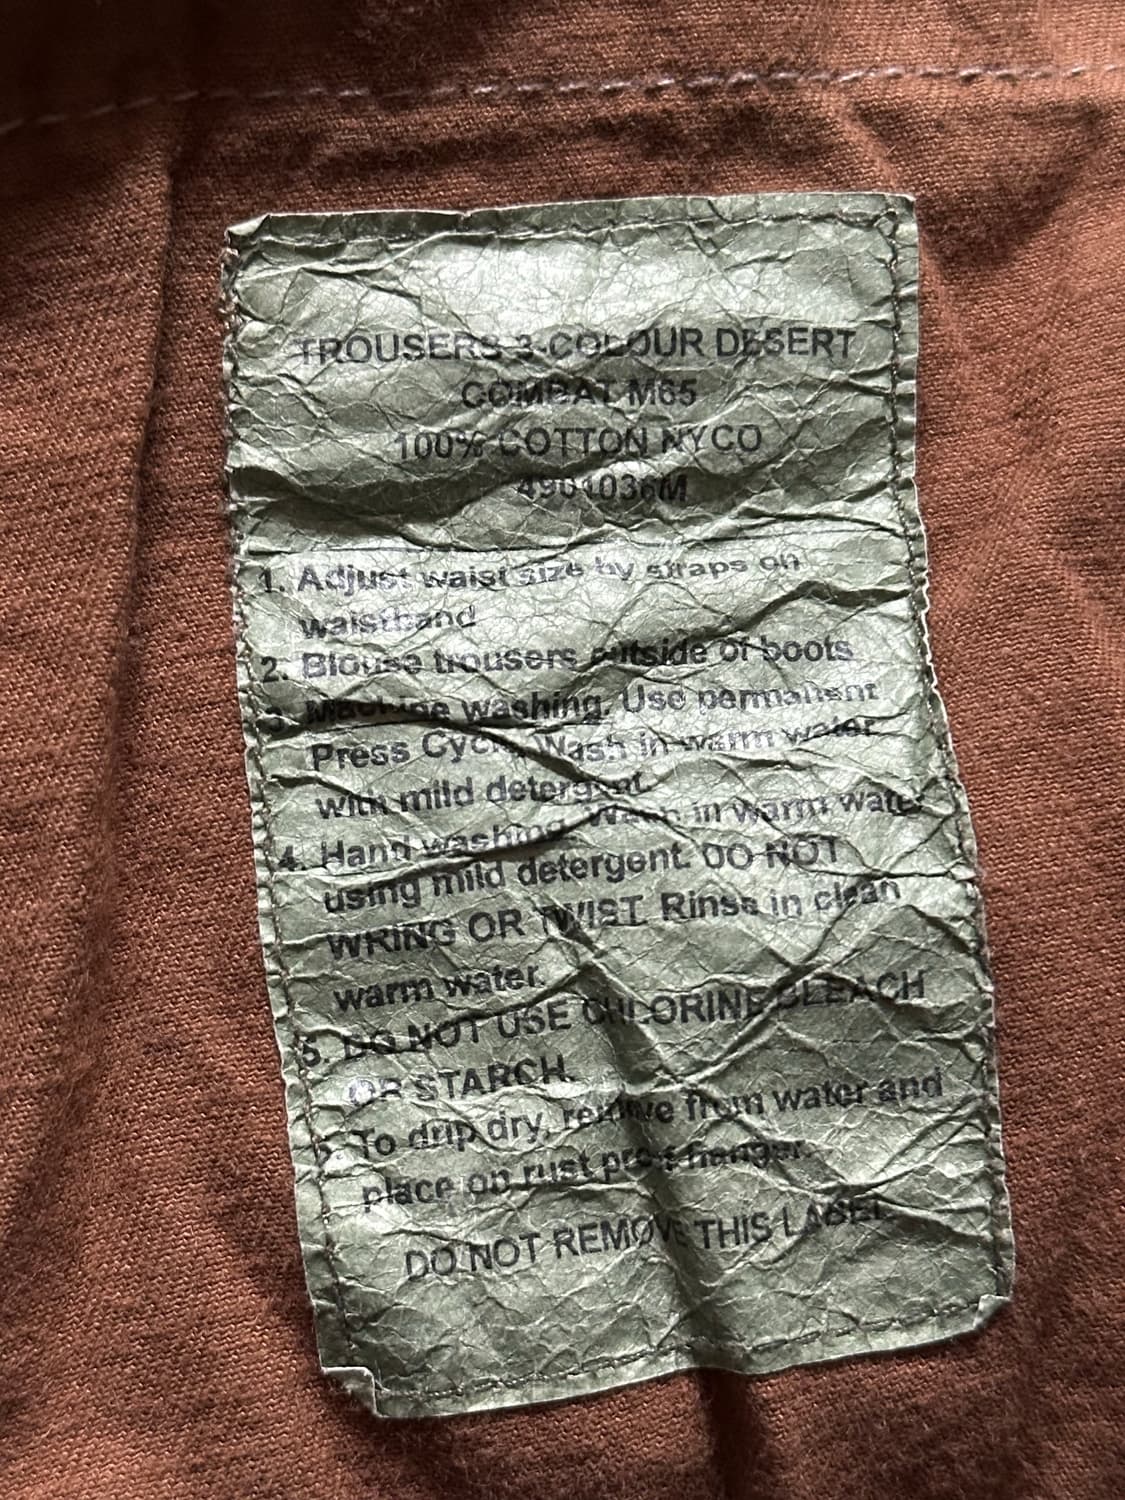 TROUSERS 3-COLOUR DESERT
COMBAT M65
100% COTTON NYCO
4901036M
1. Adjust waist size by straps on
waistband
2. Blouse trousers outside of boots
3. Machine washing. Use permanent
Press Cycle. Wash in warm water
with mild detergent.
4. Hand washing. Wash in warm water
using mild detergent. DO NOT
WRING OR TWIST. Rinse in clean
warm water.
5. DO NOT USE CHLORINE BLEACH
OR STARCH.
6. To drip dry, remove from water and
place on rust proof hanger.
DO NOT REMOVE THIS LABEL